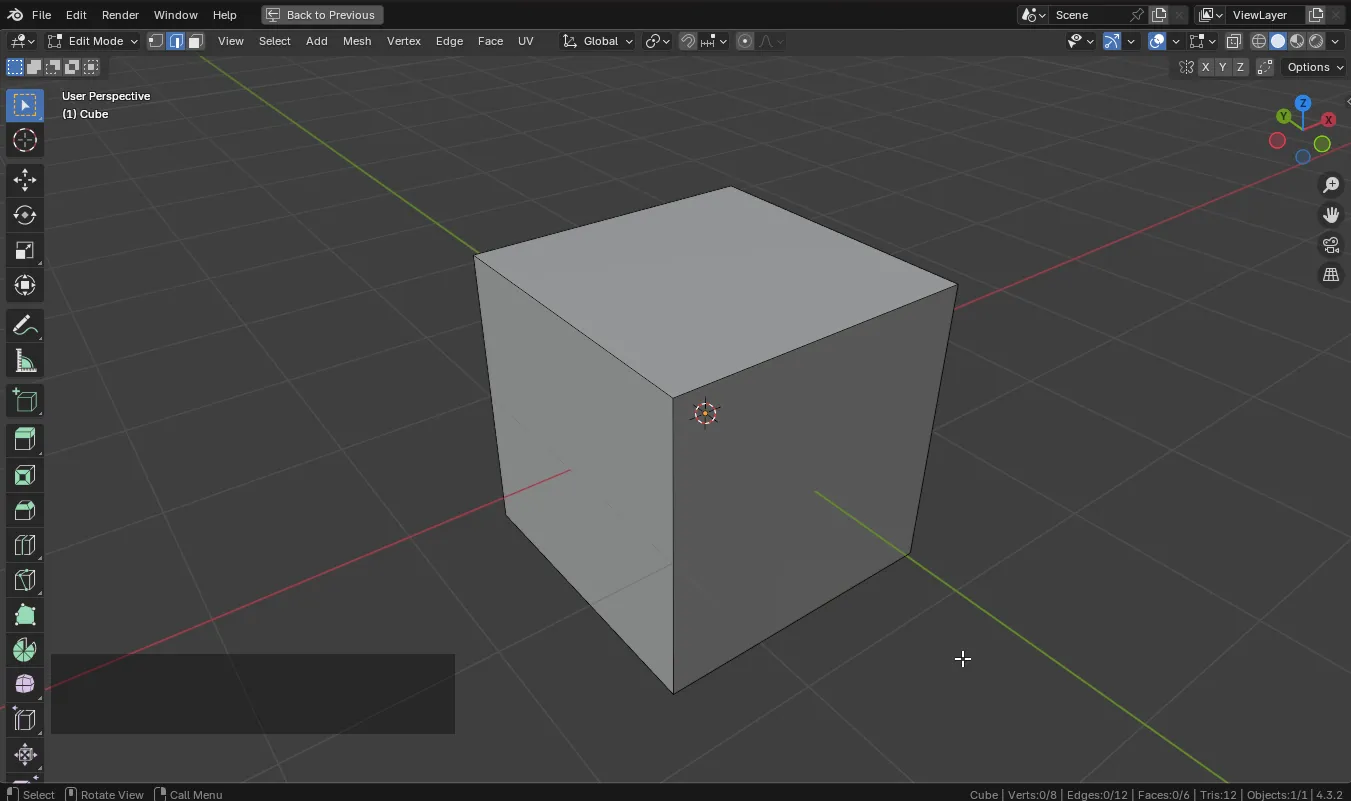 File Edit Render Window Help Back to Previous Scene ViewLayer
Edit Mode View Select Add Mesh Vertex Edge Face UV Global
X Y Z Options
User Perspective
(1) Cube
Z
Y X
Select Rotate View Call Menu Cube | Verts:0/8 | Edges:0/12 | Faces:0/6 | Tris:12 | Objects:1/1 | 4.3.2